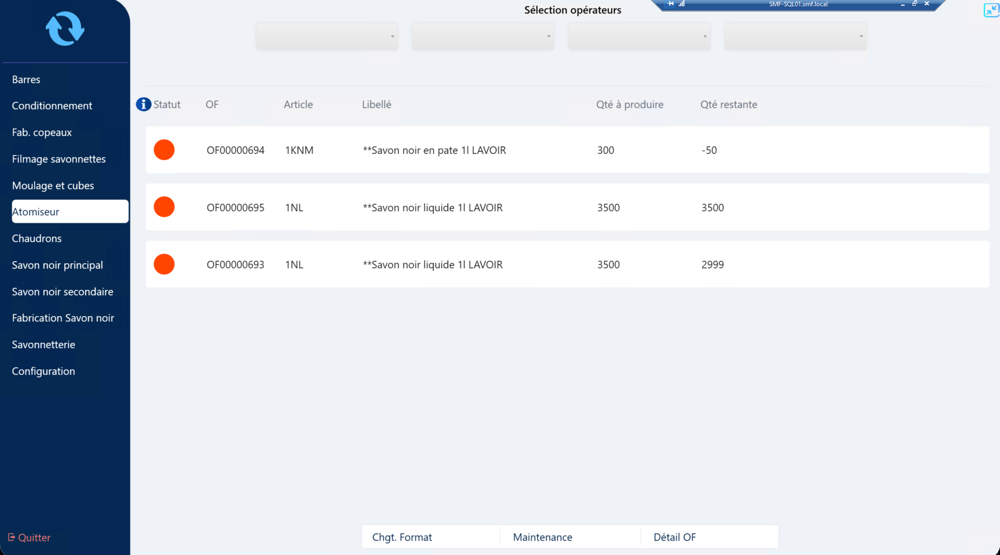 Sélection opérateurs
SMF-SQL01.smf.local
Barres
Conditionnement
Fab. copeaux
Filmage savonnettes
Moulage et cubes
Atomiseur
Chaudrons
Savon noir principal
Savon noir secondaire
Fabrication Savon noir
Savonnetterie
Configuration
Quitter
Statut OF Article Libellé Qté à produire Qté restante
OF00000694 1KNM **Savon noir en pate 1l LAVOIR 300 -50
OF00000695 1NL **Savon noir liquide 1l LAVOIR 3500 3500
OF00000693 1NL **Savon noir liquide 1l LAVOIR 3500 2999
Chgt. Format Maintenance Détail OF